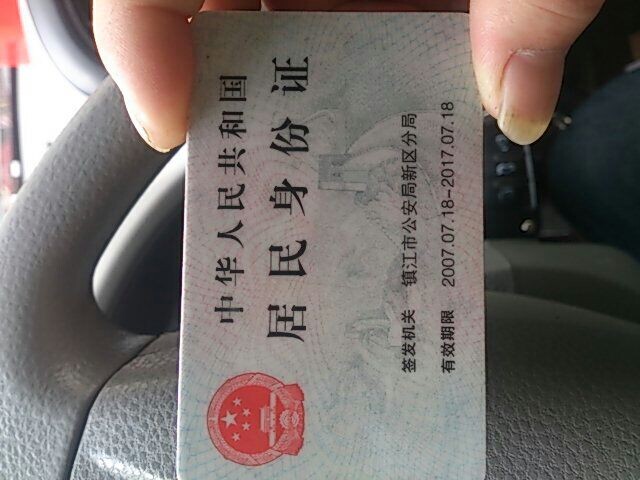 中华人民共和国
居民身份证
签发机关 镇江市公安局新区分局
有效期限 2007.07.18-2017.07.18